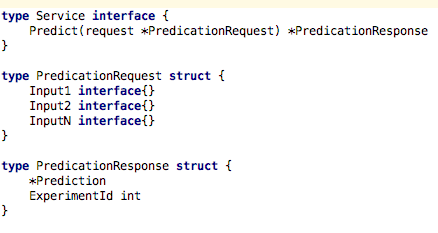 type Service interface {
Predict(request *PredicationRequest) *PredicationResponse
}
type PredicationRequest struct {
Input1 interface{}
Input2 interface{}
InputN interface{}
}
type PredicationResponse struct {
*Prediction
ExperimentId int
}